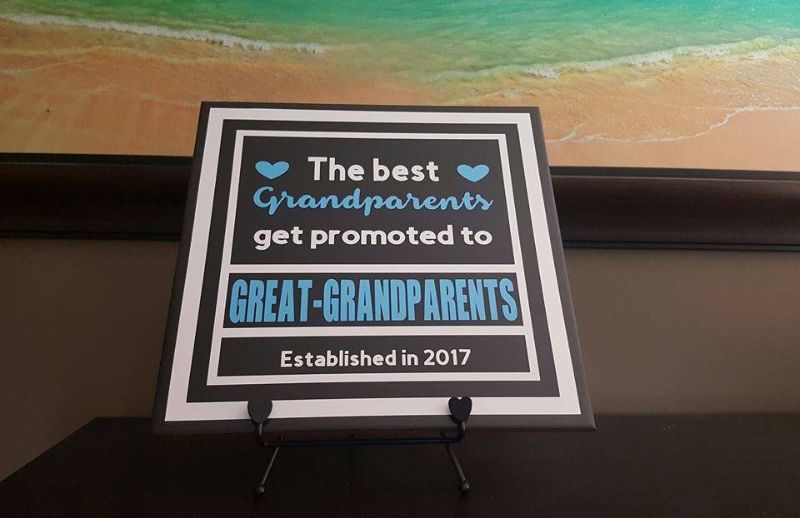 The best
Grandparents
get promoted to
GREAT-GRANDPARENTS
Established in 2017